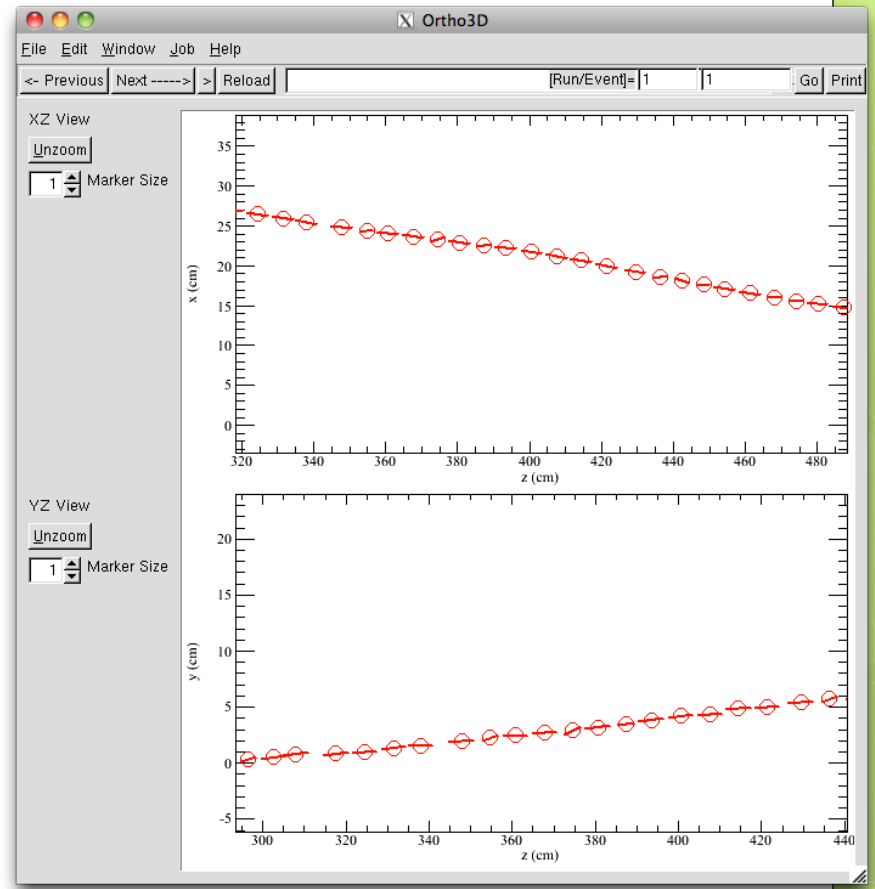 X Ortho3D
File Edit Window Job Help
<- Previous Next -----> > Reload [Run/Event]= 1 1 Go Print
XZ View
Unzoom
1 Marker Size
35
30
25
20
15
10
5
0
x (cm)
320 340 360 380 400 420 440 460 480
z (cm)
YZ View
Unzoom
1 Marker Size
20
15
10
5
0
-5
y (cm)
300 320 340 360 380 400 420 440
z (cm)